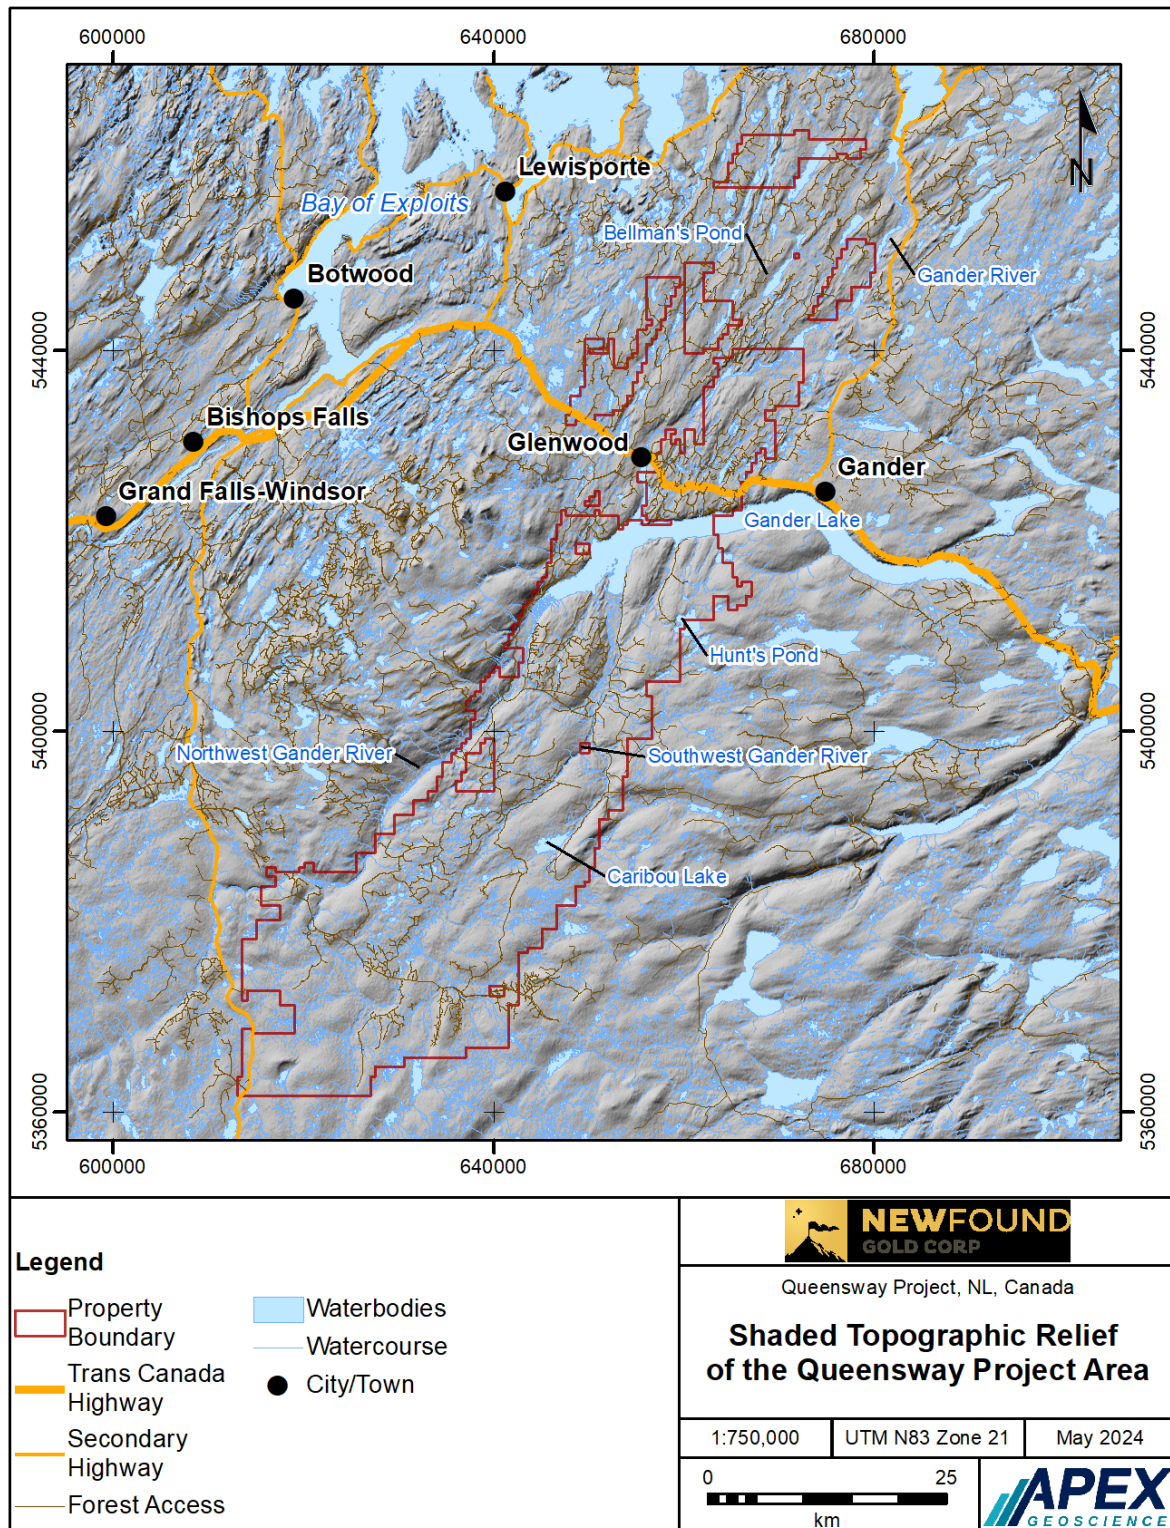 600000
640000
680000
N
Lewisporte
Bay of Exploits
Bellman's Pond
Botwood
Gander River
5440000
5440000
Bishops Falls
Glenwood
Gander
Grand Falls-Windsor
Gander Lake
Hunt's Pond
5400000
5400000
Northwest Gander River
Southwest Gander River
Caribou Lake
5360000
5360000
600000
640000
680000
Legend
Property
Boundary
Trans Canada
Highway
Secondary
Highway
Forest Access
Waterbodies
Watercourse
City/Town
NEWFOUND
GOLD CORP
Queensway Project, NL, Canada
Shaded Topographic Relief
of the Queensway Project Area
1:750,000
UTM N83 Zone 21
May 2024
0
25
km
APEX
GEOSCIENCE